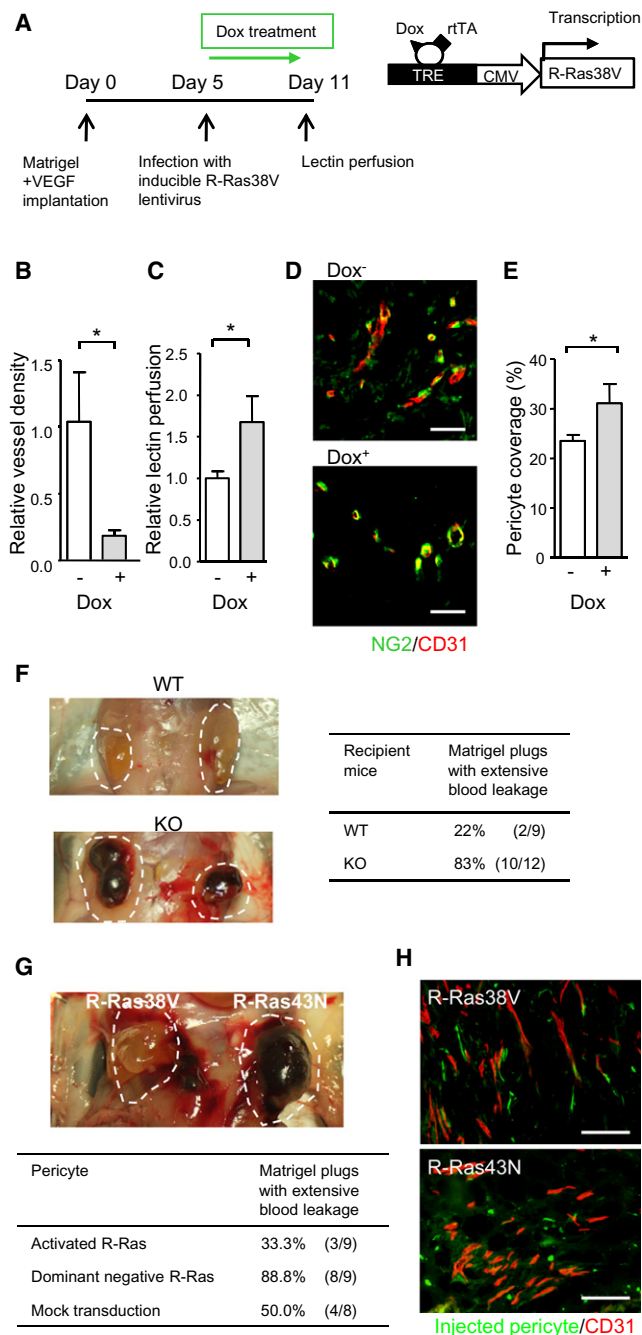 A
Dox treatment
Day 0
Day 5
Day 11
Matrigel
+VEGF
implantation
Infection with
inducible R-Ras38V
lentivirus
Lectin perfusion
Dox
rtTA
Transcription
TRE
CMV
R-Ras38V
B
Relative vessel density
1.5
1.0
0.5
0.0
*
- +
Dox
C
Relative lectin perfusion
2.5
2.0
1.5
1.0
0.5
0.0
*
- +
Dox
D
Dox-
Dox+
NG2/CD31
E
Pericyte coverage (%)
40
30
20
10
0
*
- +
Dox
F
WT
KO
Recipient mice Matrigel plugs with extensive blood leakage
WT 22% (2/9)
KO 83% (10/12)
G
R-Ras38V R-Ras43N
Pericyte Matrigel plugs with extensive blood leakage
Activated R-Ras 33.3% (3/9)
Dominant negative R-Ras 88.8% (8/9)
Mock transduction 50.0% (4/8)
H
R-Ras38V
R-Ras43N
Injected pericyte/CD31